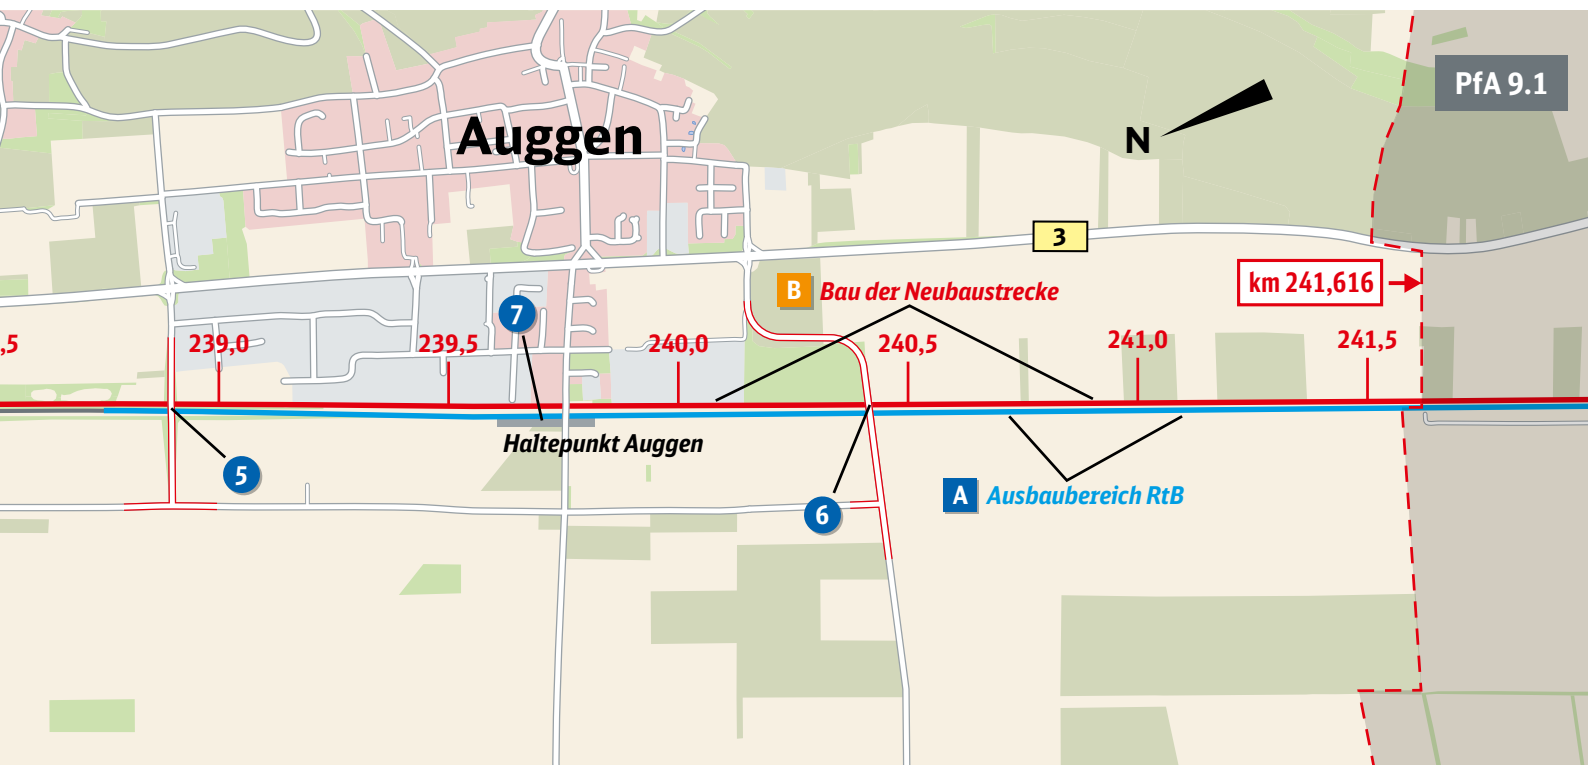 PfA 9.1
Auggen
N
3
km 241,616
B Bau der Neubaustrecke
7
,5
239,0
239,5
240,0
240,5
241,0
241,5
Haltepunkt Auggen
5
6
A Ausbaubereich RtB